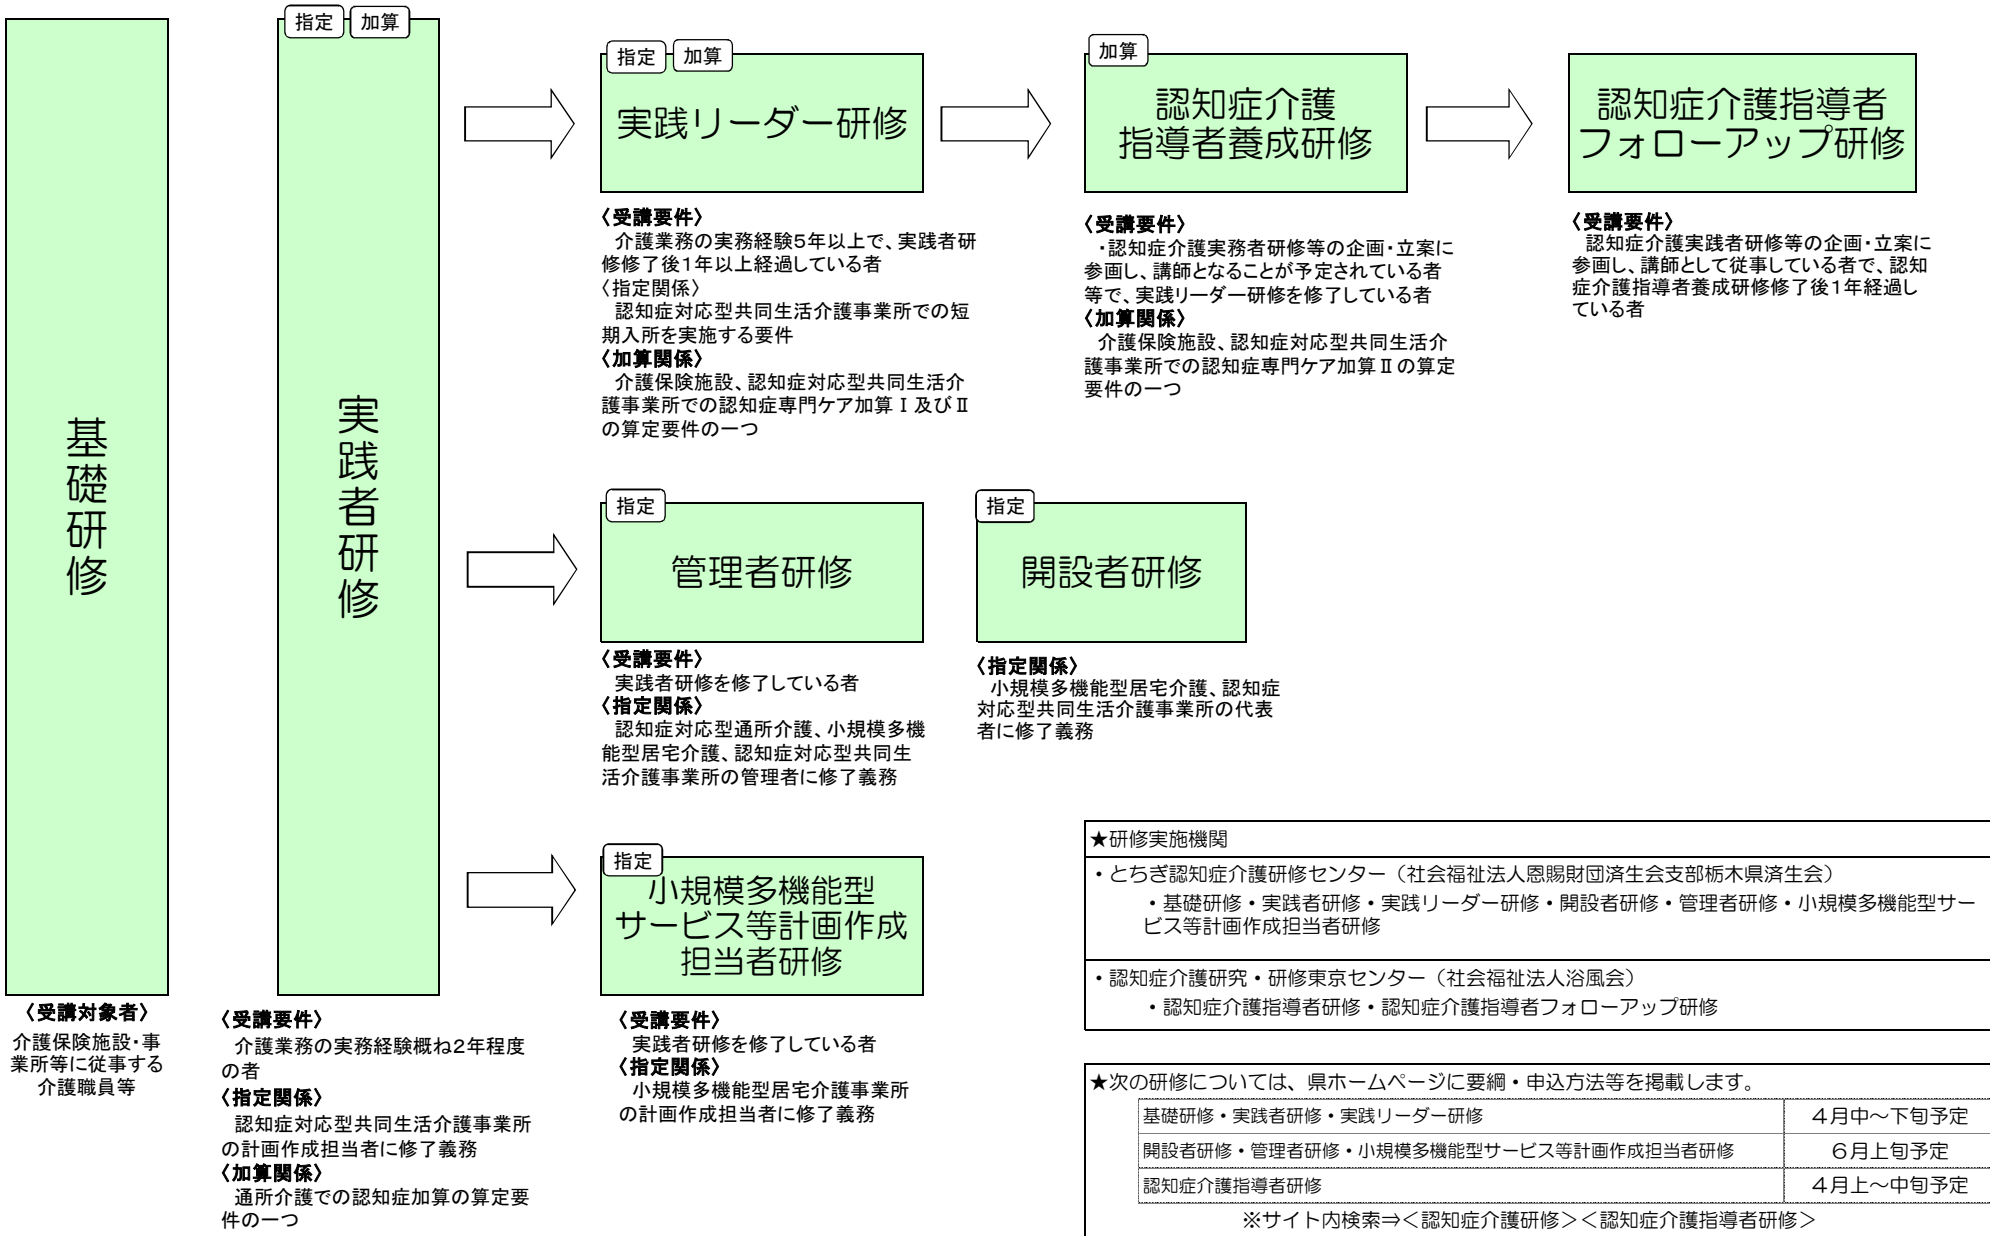 基礎研修
〈受講対象者〉
介護保険施設・事
業所等に従事する
介護職員等
指定 加算
実践者研修
〈受講要件〉
介護業務の実務経験概ね2年程度
の者
〈指定関係〉
認知症対応型共同生活介護事業所
の計画作成担当者に修了義務
〈加算関係〉
通所介護での認知症加算の算定要
件の一つ
指定 加算
実践リーダー研修
〈受講要件〉
介護業務の実務経験5年以上で、実践者研
修修了後1年以上経過している者
〈指定関係〉
認知症対応型共同生活介護事業所での短
期入所を実施する要件
〈加算関係〉
介護保険施設、認知症対応型共同生活介
護事業所での認知症専門ケア加算Ⅰ及びⅡ
の算定要件の一つ
加算
認知症介護
指導者養成研修
〈受講要件〉
・認知症介護実務者研修等の企画・立案に
参画し、講師となることが予定されている者
等で、実践リーダー研修を修了している者
〈加算関係〉
介護保険施設、認知症対応型共同生活介
護事業所での認知症専門ケア加算Ⅱの算定
要件の一つ
認知症介護指導者
フォローアップ研修
〈受講要件〉
認知症介護実践者研修等の企画・立案に
参画し、講師として従事している者で、認知
症介護指導者養成研修修了後1年経過し
ている者
指定
管理者研修
〈受講要件〉
実践者研修を修了している者
〈指定関係〉
認知症対応型通所介護、小規模多機
能型居宅介護、認知症対応型共同生
活介護事業所の管理者に修了義務
指定
開設者研修
〈指定関係〉
小規模多機能型居宅介護、認知症
対応型共同生活介護事業所の代表
者に修了義務
指定
小規模多機能型
サービス等計画作成
担当者研修
〈受講要件〉
実践者研修を修了している者
〈指定関係〉
小規模多機能型居宅介護事業所
の計画作成担当者に修了義務
★研修実施機関
・とちぎ認知症介護研修センター（社会福祉法人恩賜財団済生会支部栃木県済生会）
・基礎研修・実践者研修・実践リーダー研修・開設者研修・管理者研修・小規模多機能型サー
ビス等計画作成担当者研修
・認知症介護研究・研修東京センター（社会福祉法人浴風会）
・認知症介護指導者研修・認知症介護指導者フォローアップ研修
★次の研修については、県ホームページに要綱・申込方法等を掲載します。
基礎研修・実践者研修・実践リーダー研修 4月中～下旬予定
開設者研修・管理者研修・小規模多機能型サービス等計画作成担当者研修 6月上旬予定
認知症介護指導者研修 4月上～中旬予定
※サイト内検索⇒＜認知症介護研修＞＜認知症介護指導者研修＞